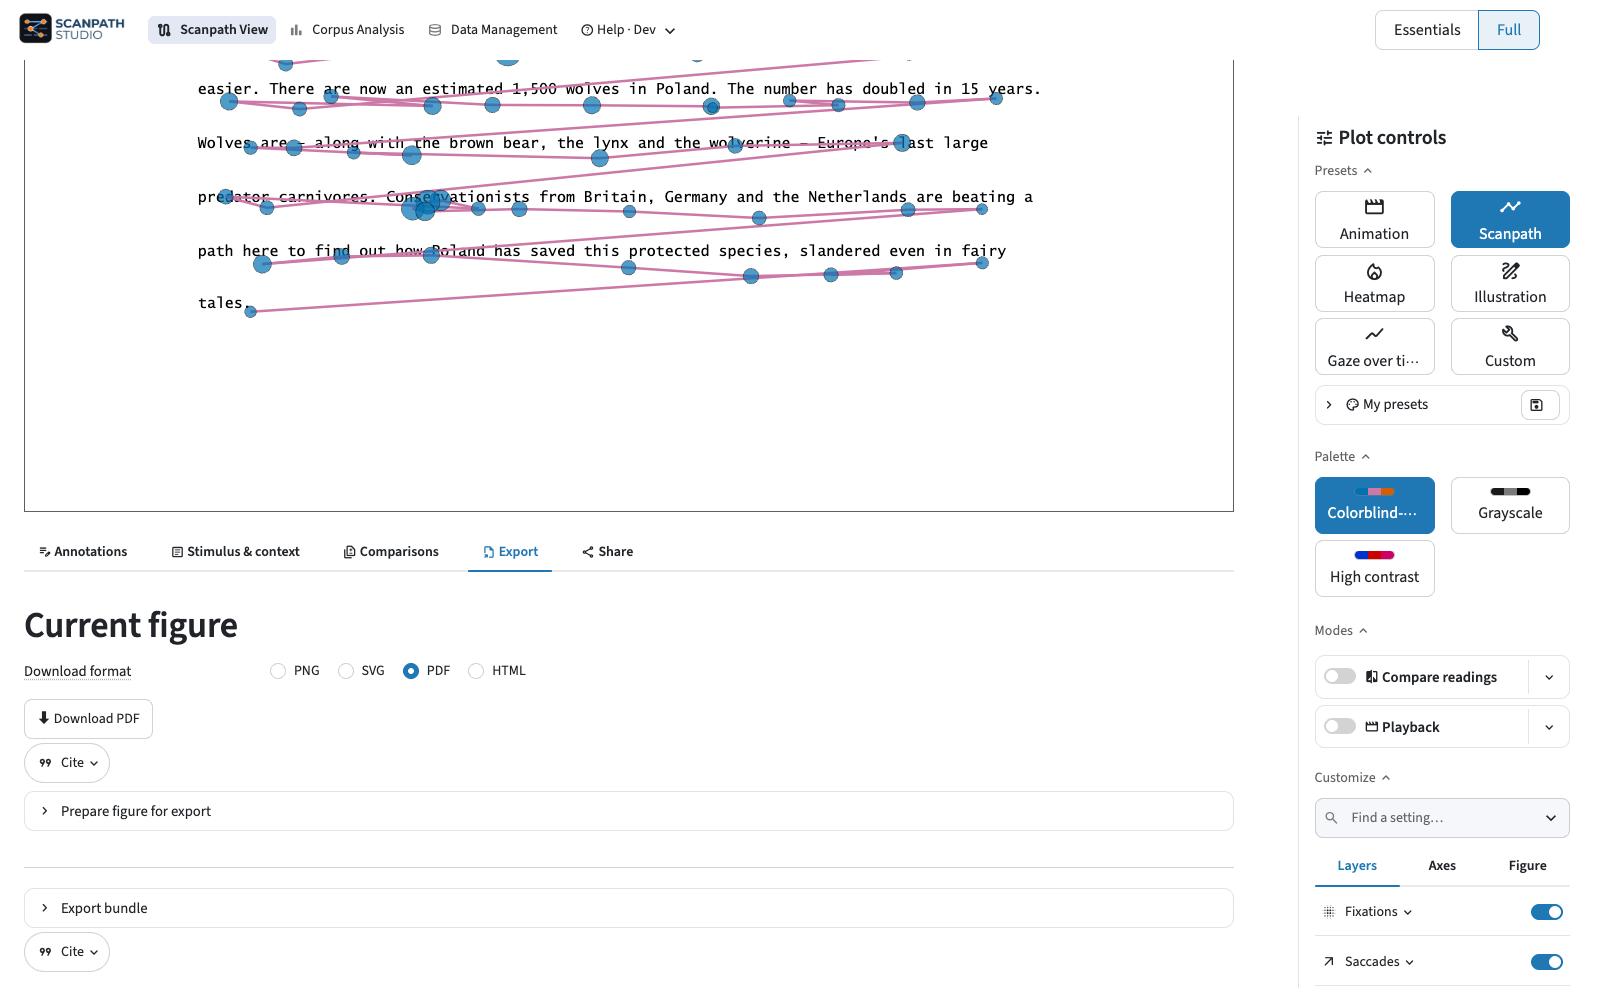 SCANPATH
STUDIO
Scanpath View
Corpus Analysis
Data Management
Help · Dev
Essentials
Full
easier. There are now an estimated 1,500 wolves in Poland. The number has doubled in 15 years.
Wolves are – along with the brown bear, the lynx and the wolverine – Europe's last large
predator carnivores. Conservationists from Britain, Germany and the Netherlands are beating a
path here to find out how Poland has saved this protected species, slandered even in fairy
tales.
Annotations
Stimulus & context
Comparisons
Export
Share
Current figure
Download format
PNG
SVG
PDF
HTML
Download PDF
Cite
Prepare figure for export
Export bundle
Cite
Plot controls
Presets
Animation
Scanpath
Heatmap
Illustration
Gaze over ti···
Custom
My presets
Palette
Colorblind-···
Grayscale
High contrast
Modes
Compare readings
Playback
Customize
Find a setting...
Layers
Axes
Figure
Fixations
Saccades